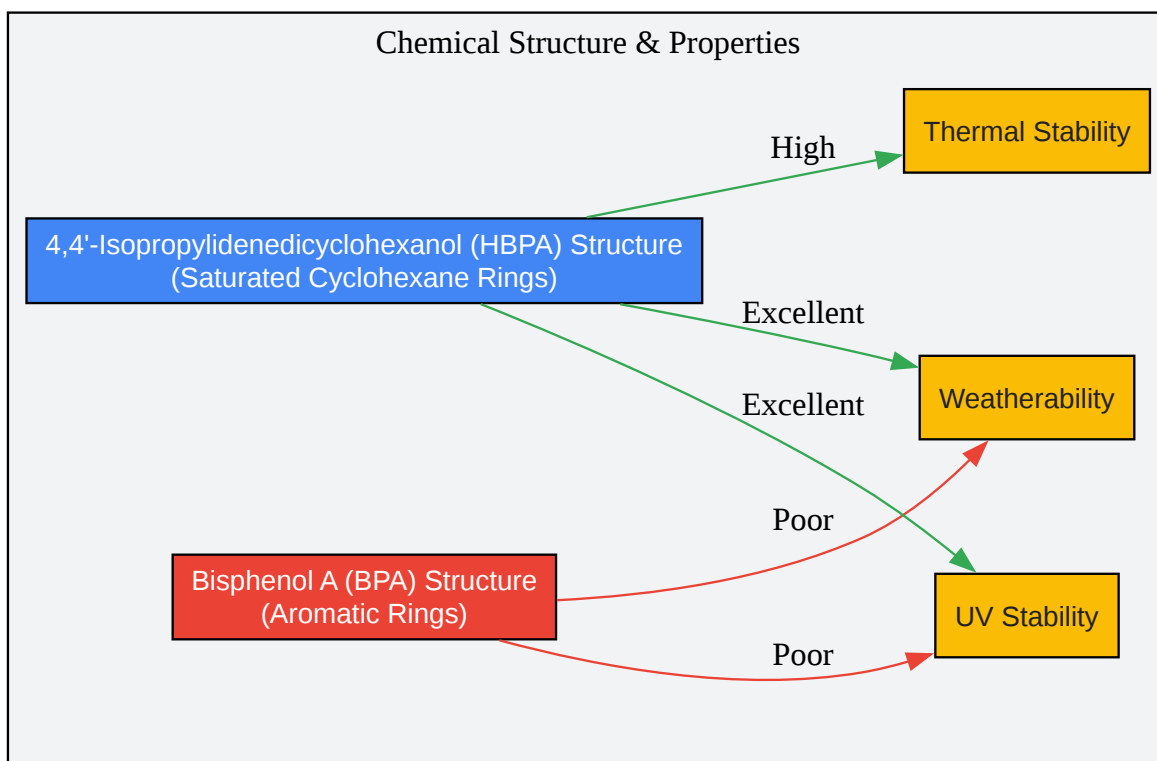 Chemical Structure & Properties
Thermal Stability
High
4,4'-Isopropylidenedicyclohexanol (HBPA) Structure
(Saturated Cyclohexane Rings)
Excellent
Weatherability
Excellent
Poor
Bisphenol A (BPA) Structure
(Aromatic Rings)
UV Stability
Poor